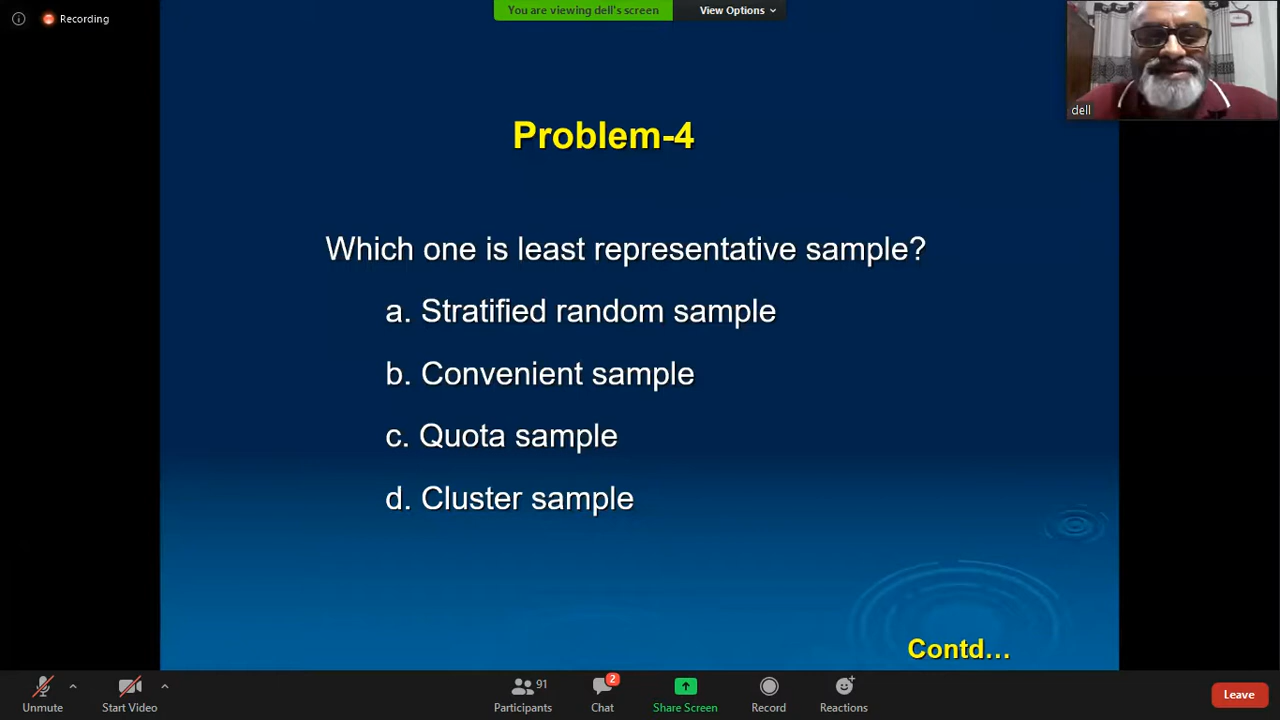 Recording
You are viewing dell's screen
View Options
dell
Problem-4
Which one is least representative sample?
a. Stratified random sample
b. Convenient sample
c. Quota sample
d. Cluster sample
Contd...
Unmute
Start Video
91
Participants
2
Chat
Share Screen
Record
Reactions
Leave